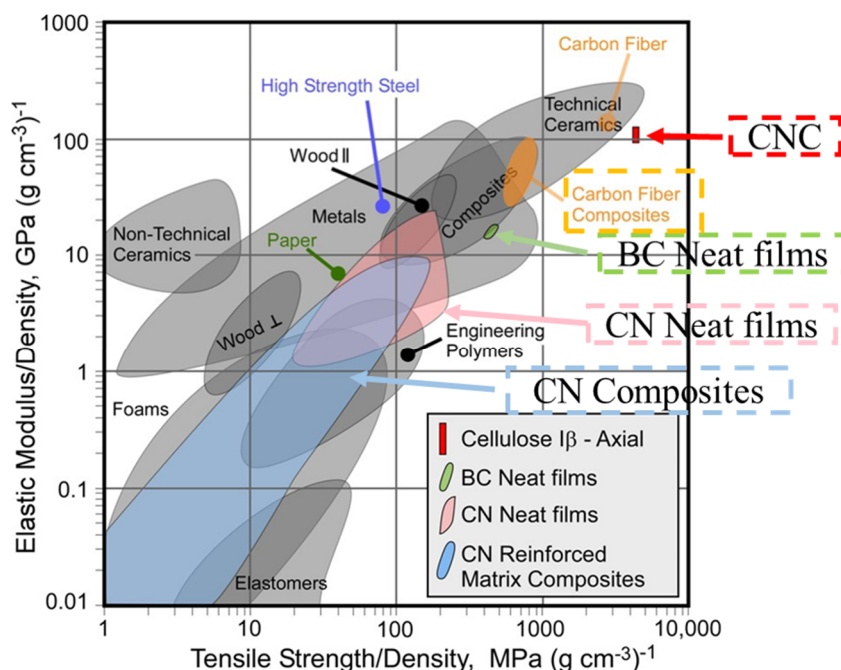 1000
100
10
1
0.1
0.01
Elastic Modulus/Density, GPa (g cm⁻³)⁻¹
Carbon Fiber
High Strength Steel
Technical
Ceramics
CNC
Wood ||
Carbon Fiber
Composites
Composites
Metals
Non-Technical
Ceramics
Paper
BC Neat films
CN Neat films
Wood ⊥
Engineering
Polymers
CN Composites
Foams
Cellulose Iβ - Axial
BC Neat films
CN Neat films
CN Reinforced
Matrix Composites
Elastomers
1
10
100
1000
10,000
Tensile Strength/Density, MPa (g cm⁻³)⁻¹